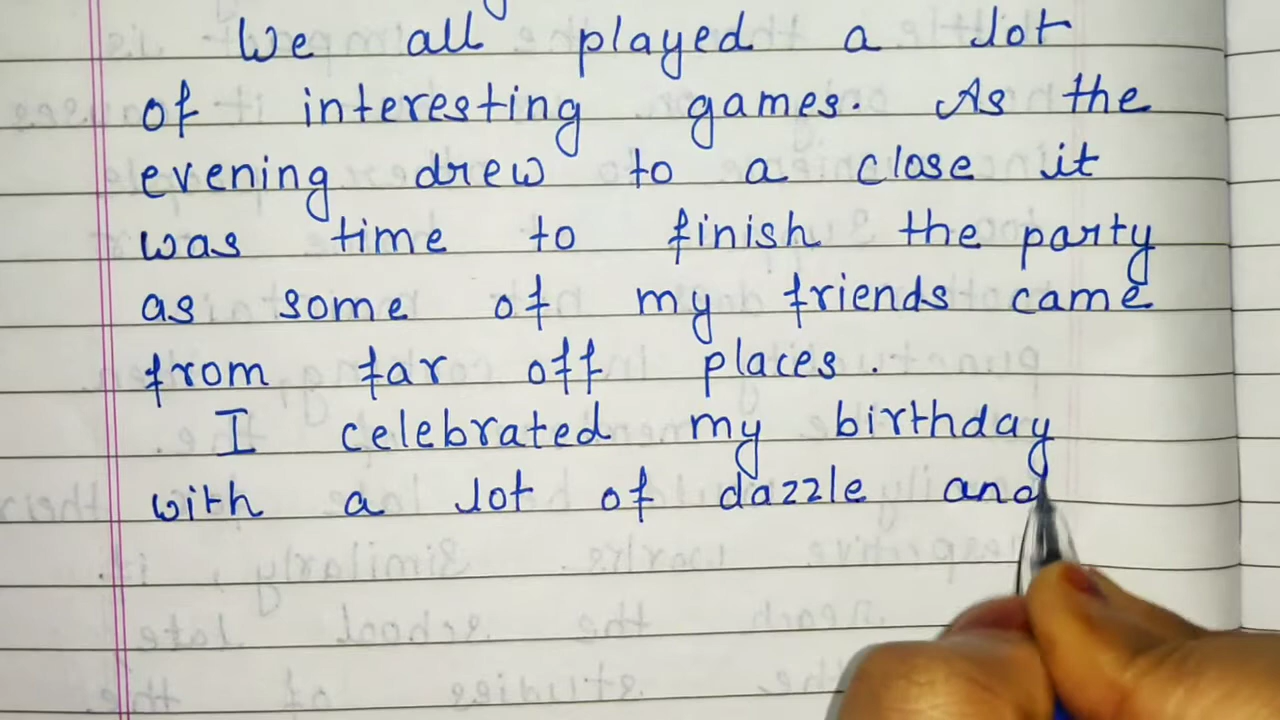 We all played a lot
of interesting games. As the
evening drew to a close it
was time to finish the party
as some of my friends came
from far off places.
I celebrated my birthday
with a lot of dazzle and